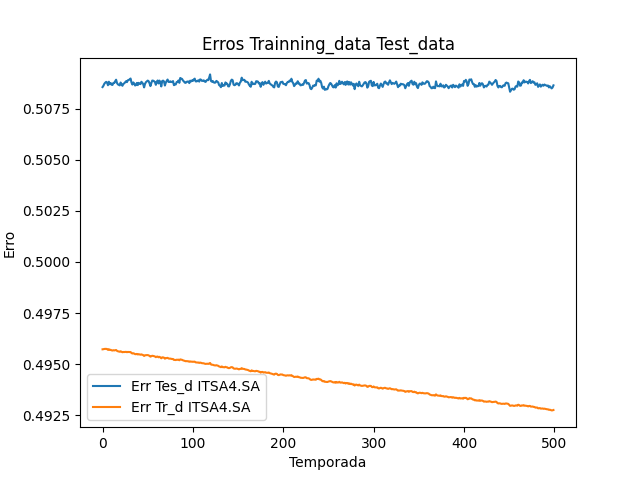 Erros Trainning_data Test_data
Erro
0.5075
0.5050
0.5025
0.5000
0.4975
0.4950
0.4925
Err Tes_d ITSA4.SA
Err Tr_d ITSA4.SA
0 100 200 300 400 500
Temporada